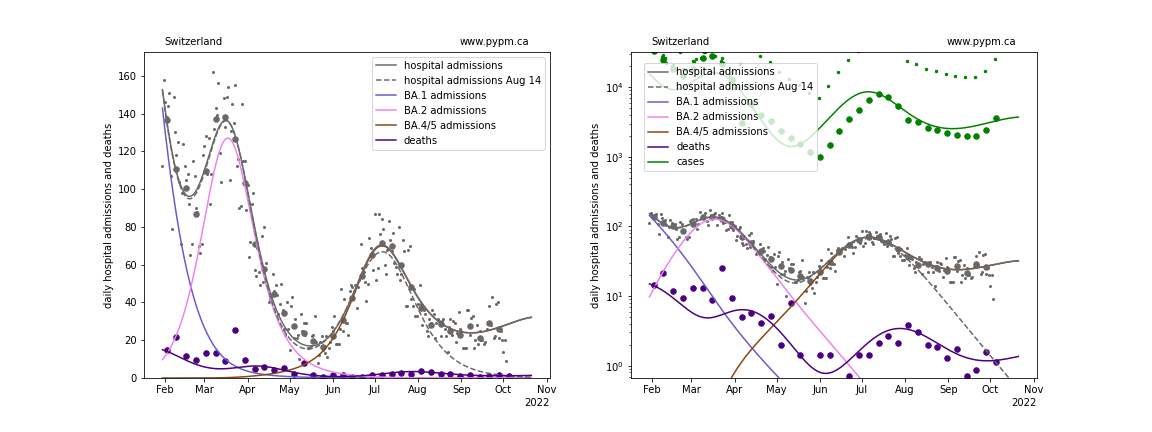 Switzerland
www.pypm.ca
hospital admissions
hospital admissions Aug 14
BA.1 admissions
BA.2 admissions
BA.4/5 admissions
deaths
daily hospital admissions and deaths
160
140
120
100
80
60
40
20
0
Feb Mar Apr May Jun Jul Aug Sep Oct Nov
2022
Switzerland
www.pypm.ca
hospital admissions
hospital admissions Aug 14
BA.1 admissions
BA.2 admissions
BA.4/5 admissions
deaths
cases
daily hospital admissions and deaths
10⁴
10³
10²
10¹
10⁰
Feb Mar Apr May Jun Jul Aug Sep Oct Nov
2022